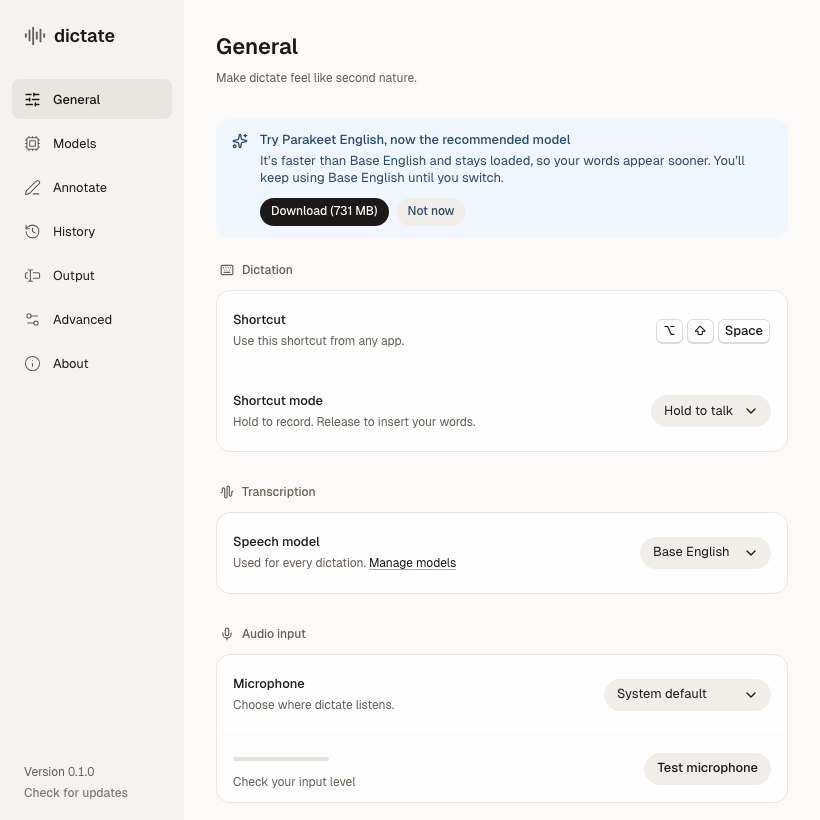 dictate
General
Models
Annotate
History
Output
Advanced
About
Version 0.1.0
Check for updates
General
Make dictate feel like second nature.
Try Parakeet English, now the recommended model
It's faster than Base English and stays loaded, so your words appear sooner. You'll
keep using Base English until you switch.
Download (731 MB) Not now
Dictation
Shortcut
Use this shortcut from any app.
⌥ ⇧ Space
Shortcut mode
Hold to record. Release to insert your words.
Hold to talk
Transcription
Speech model
Used for every dictation. Manage models
Base English
Audio input
Microphone
Choose where dictate listens.
System default
Check your input level
Test microphone